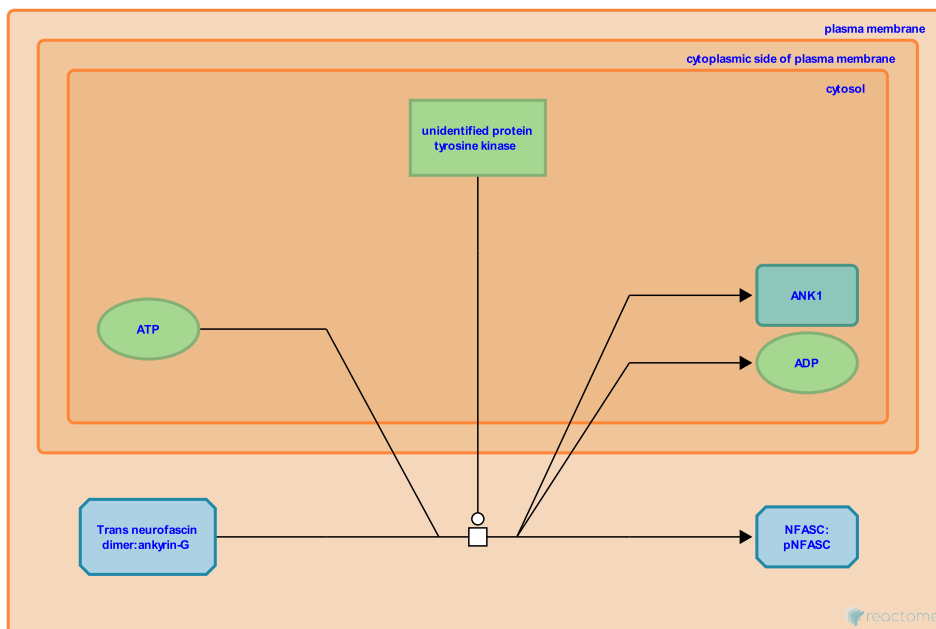 plasma membrane
cytoplasmic side of plasma membrane
cytosol
unidentified protein
tyrosine kinase
ANK1
ATP
ADP
Trans neurofascin
dimer:ankyrin-G
NFASC:
pNFASC
reactome